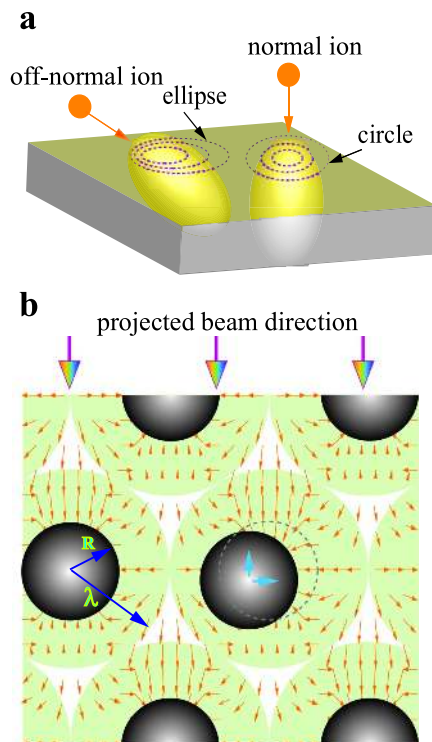 a
normal ion
off-normal ion
ellipse
circle
b
projected beam direction
R
λ